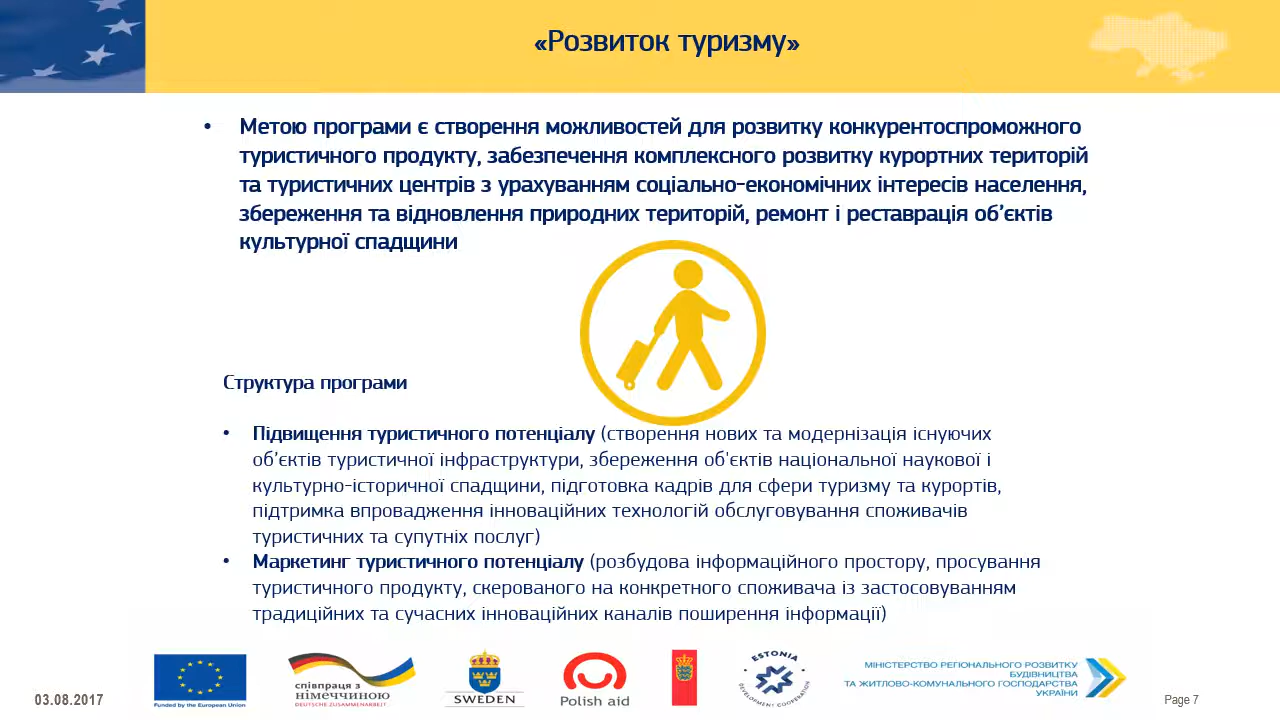 «Розвиток туризму»
• Метою програми є створення можливостей для розвитку конкурентоспроможного
туристичного продукту, забезпечення комплексного розвитку курортних територій
та туристичних центрів з урахуванням соціально-економічних інтересів населення,
збереження та відновлення природних територій, ремонт і реставрація об’єктів
культурної спадщини
Структура програми
• Підвищення туристичного потенціалу (створення нових та модернізація існуючих
об’єктів туристичної інфраструктури, збереження об'єктів національної наукової і
культурно-історичної спадщини, підготовка кадрів для сфери туризму та курортів,
підтримка впровадження інноваційних технологій обслуговування споживачів
туристичних та супутніх послуг)
• Маркетинг туристичного потенціалу (розбудова інформаційного простору, просування
туристичного продукту, скерованого на конкретного споживача із застосовуванням
традиційних та сучасних інноваційних каналів поширення інформації)
03.08.2017
Funded by the European Union
співпраця з
НІМЕЧЧИНОЮ
DEUTSCHE ZUSAMMENARBEIT
SWEDEN
Polish aid
ESTONIA
DEVELOPMENT COOPERATION
МІНІСТЕРСТВО РЕГІОНАЛЬНОГО РОЗВИТКУ
БУДІВНИЦТВА
ТА ЖИТЛОВО-КОМУНАЛЬНОГО ГОСПОДАРСТВА
УКРАЇНИ
Page 7